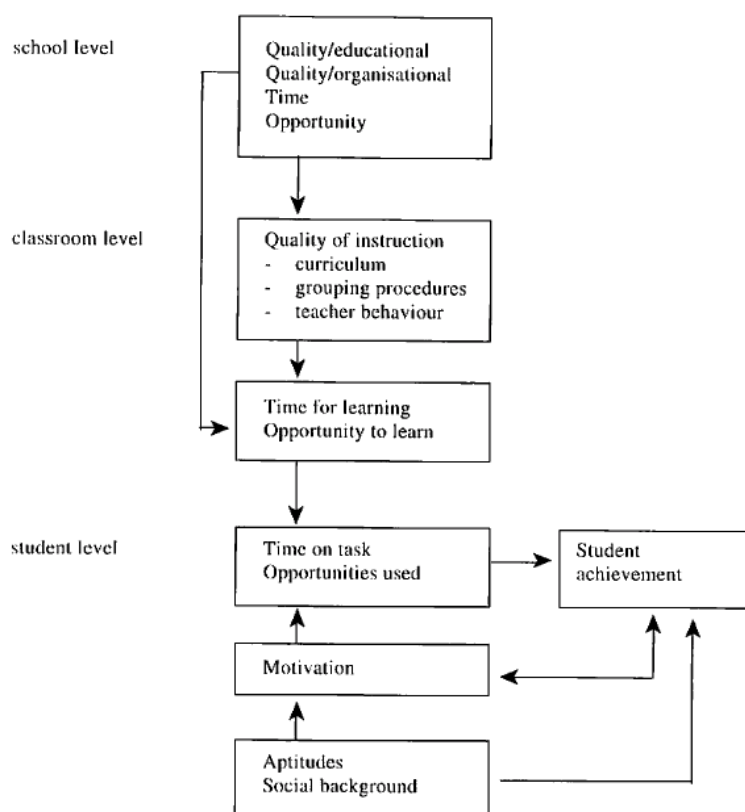 school level
Quality/educational
Quality/organisational
Time
Opportunity
classroom level
Quality of instruction
- curriculum
- grouping procedures
- teacher behaviour
Time for learning
Opportunity to learn
student level
Time on task
Opportunities used
Student
achievement
Motivation
Aptitudes
Social background